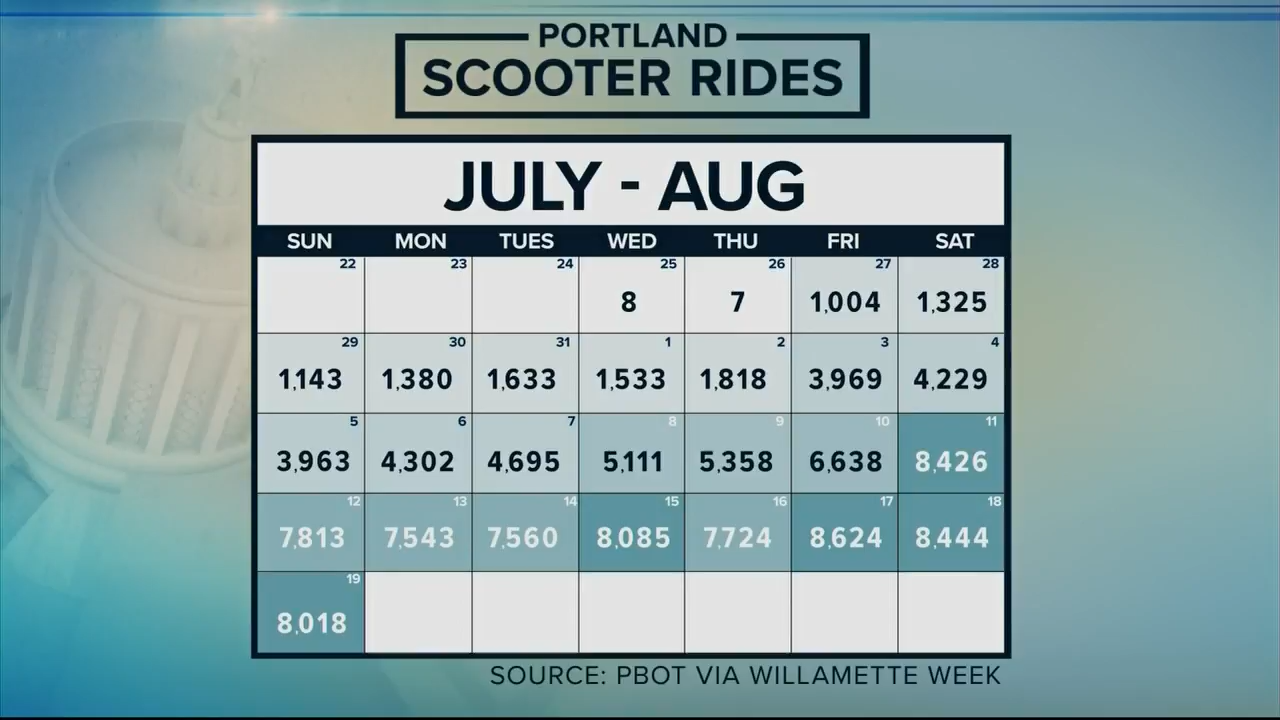 PORTLAND
SCOOTER RIDES
JULY - AUG
SUN MON TUES WED THU FRI SAT
22 23 24 25 26 27 28
8 7 1,004 1,325
29 30 31 1 2 3 4
1,143 1,380 1,633 1,533 1,818 3,969 4,229
5 6 7 8 9 10 11
3,963 4,302 4,695 5,111 5,358 6,638 8,426
12 13 14 15 16 17 18
7,813 7,543 7,560 8,085 7,724 8,624 8,444
19
8,018
SOURCE: PBOT VIA WILLAMETTE WEEK